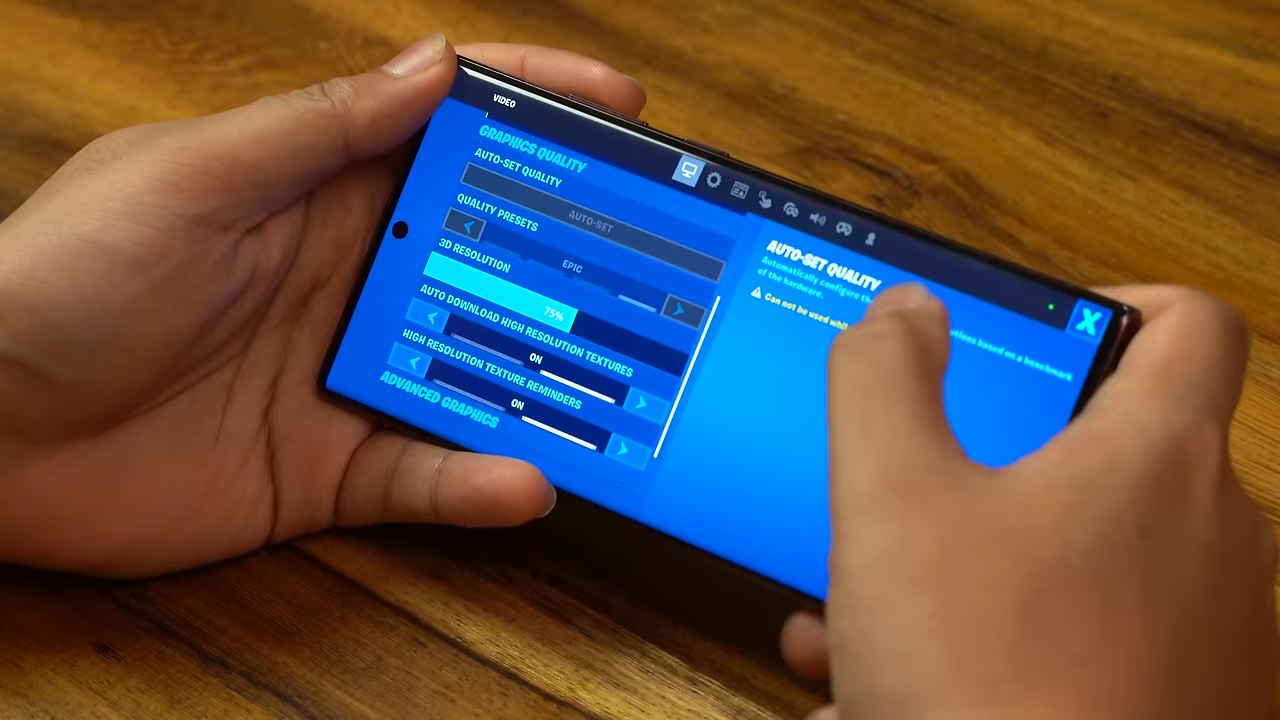 VIDEO
GRAPHICS QUALITY
AUTO-SET QUALITY
AUTO-SET
QUALITY PRESETS
EPIC
3D RESOLUTION
75%
AUTO DOWNLOAD HIGH RESOLUTION TEXTURES
ON
HIGH RESOLUTION TEXTURE REMINDERS
ON
ADVANCED GRAPHICS
AUTO-SET QUALITY
Automatically configure the based on a benchmark
of the hardware.
Can not be used
X